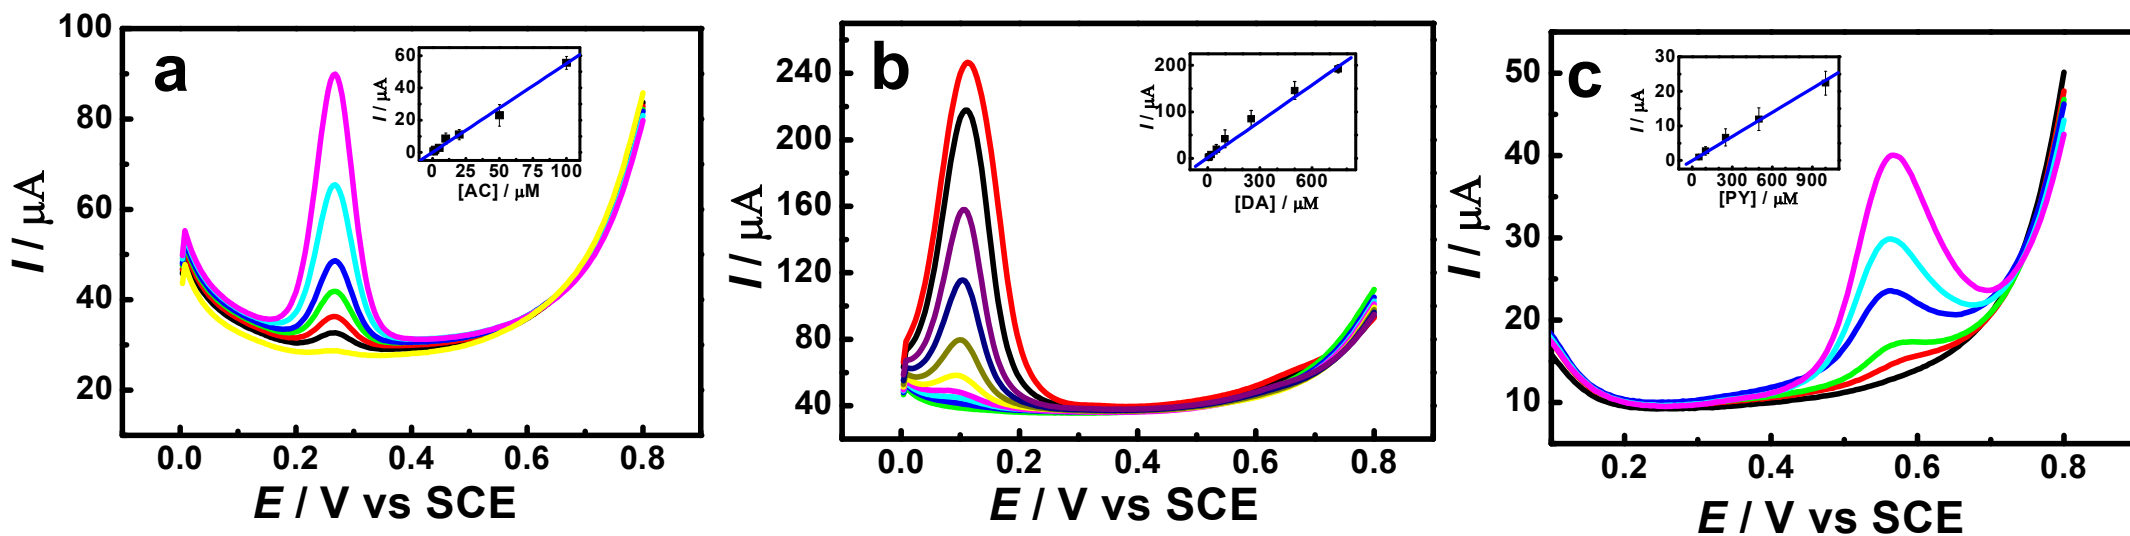 a
100
80
60
40
20
I / μA
0.0 0.2 0.4 0.6 0.8
E / V vs SCE
60
40
20
0
I / μA
0 25 50 75 100
[AC] / μM
b
240
200
160
120
80
40
I / μA
0.0 0.2 0.4 0.6 0.8
E / V vs SCE
200
100
0
I / μA
0 300 600
[DA] / μM
c
50
40
30
20
10
I / μA
0.2 0.4 0.6 0.8
E / V vs SCE
30
20
10
0
I / μA
0 300 600 900
[PY] / μM